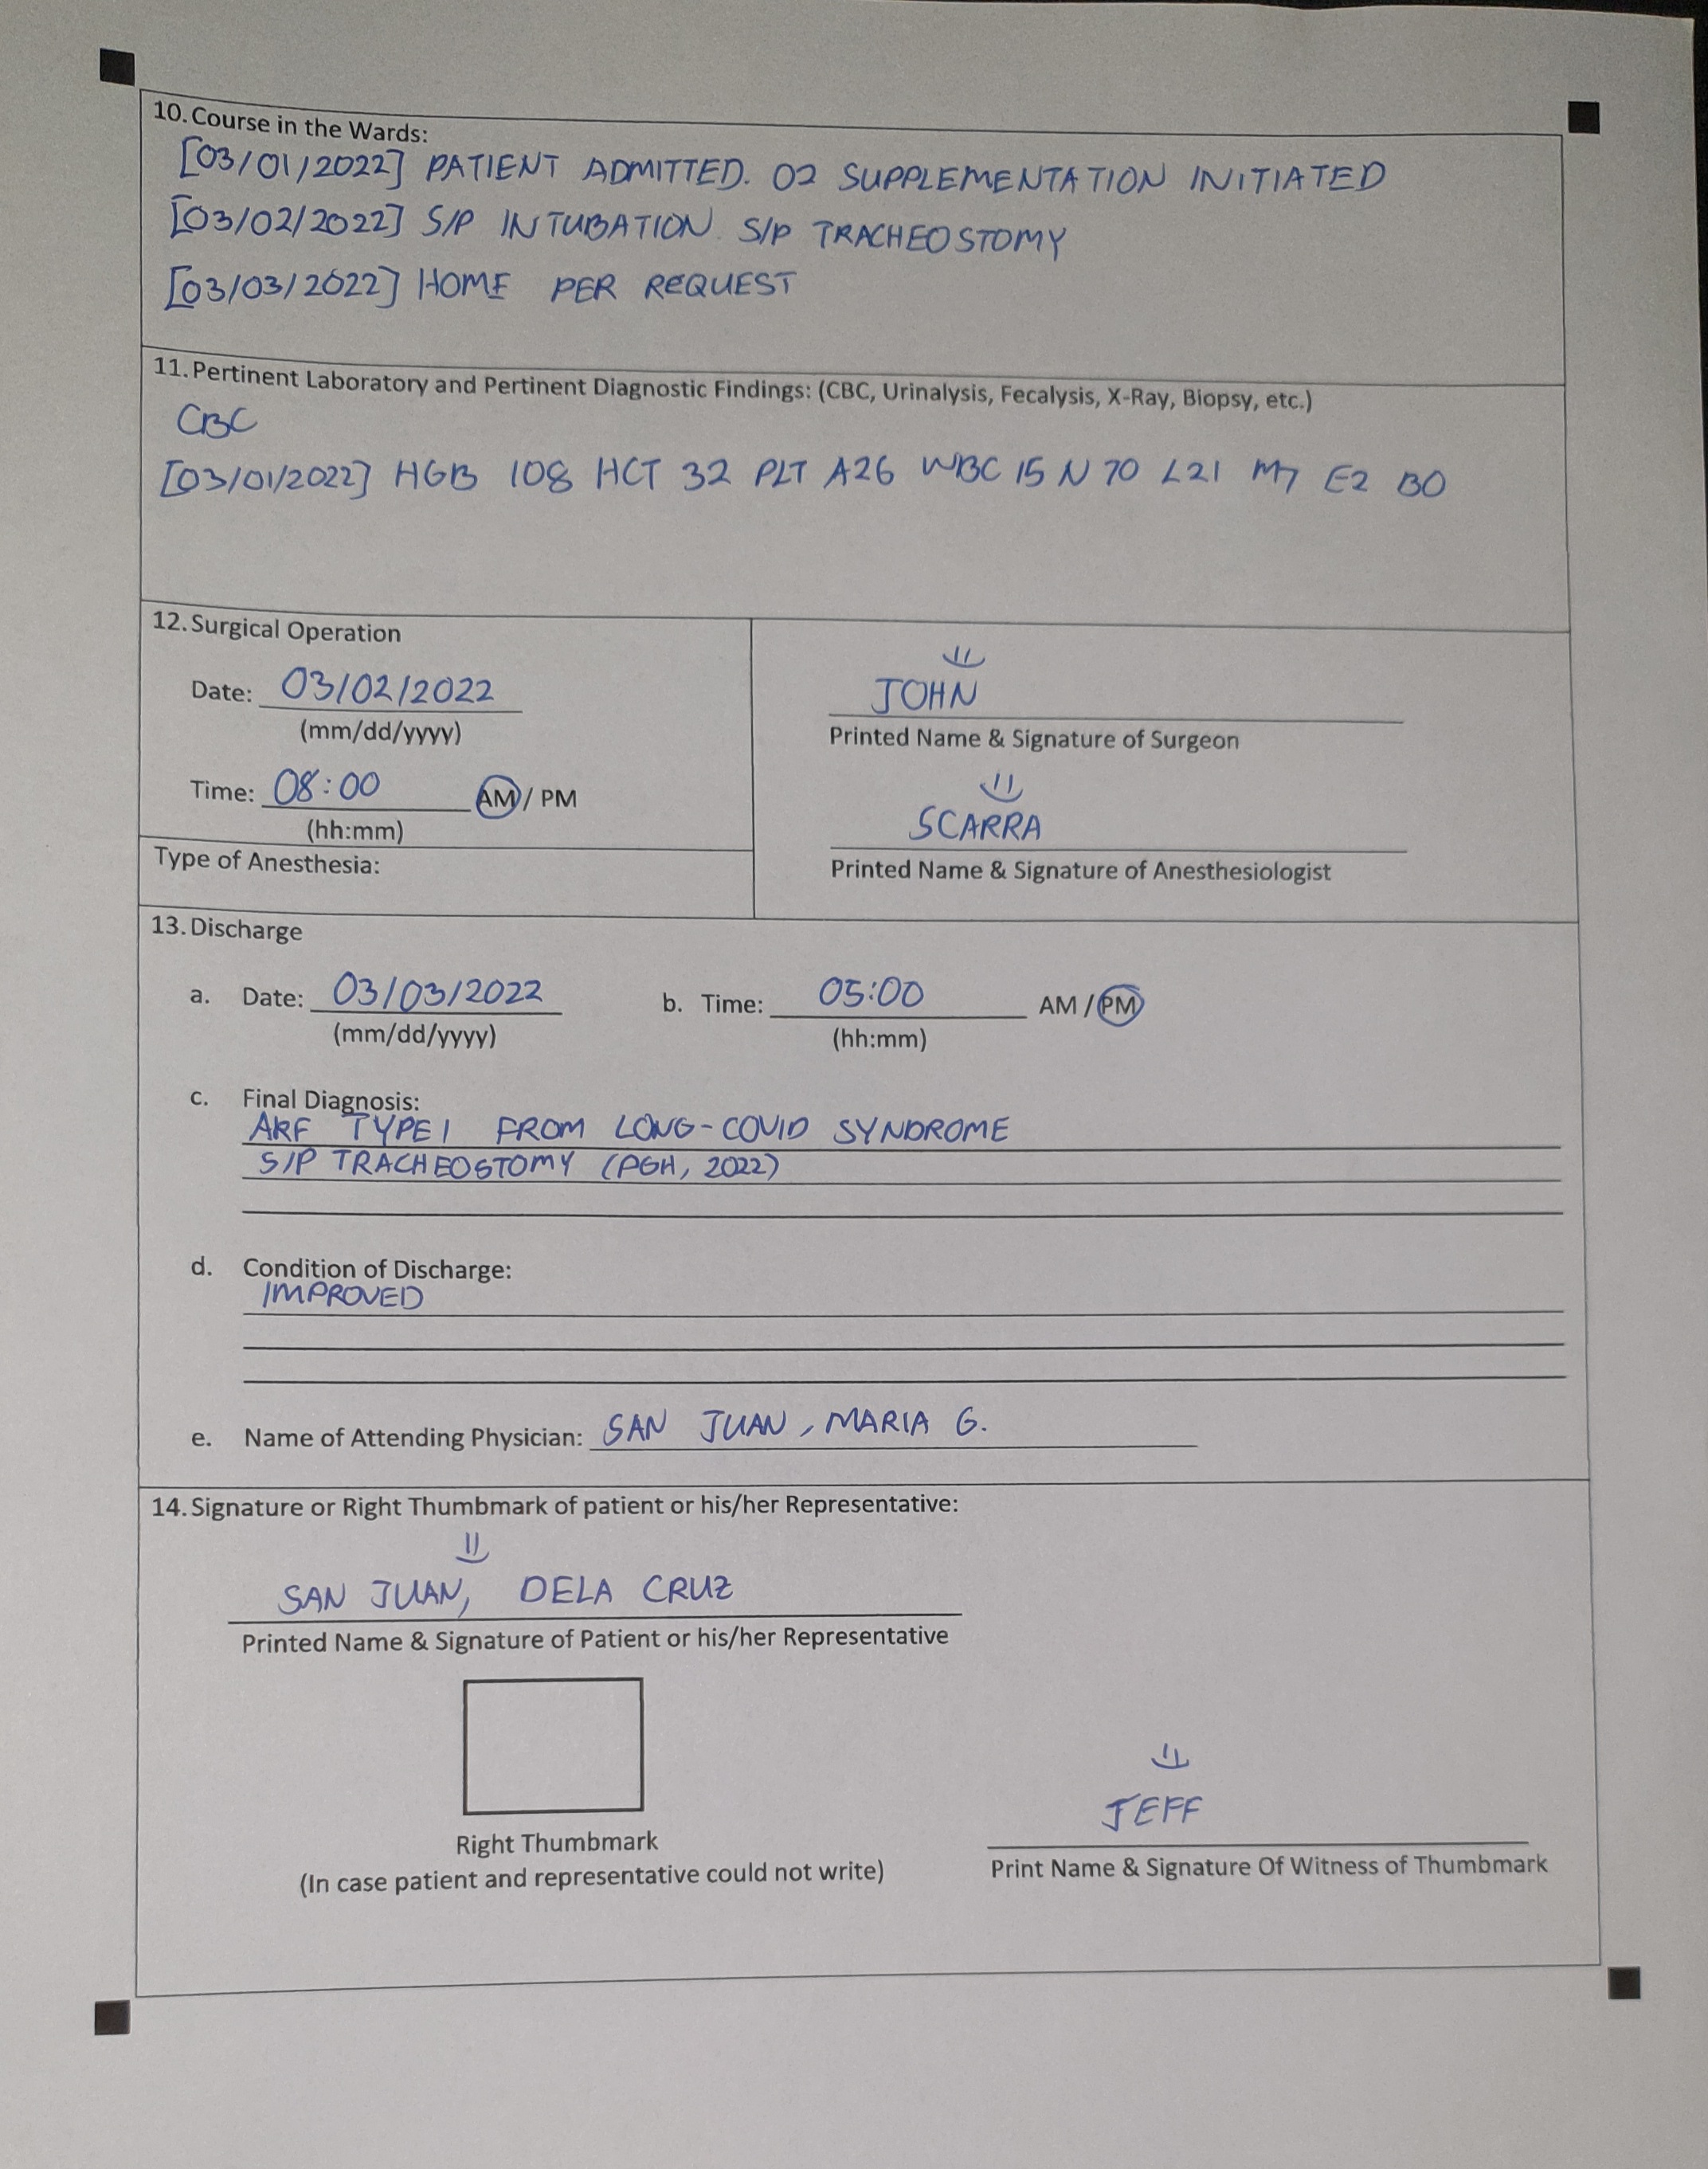 10. Course in the Wards:
[03/01/2022] PATIENT ADMITTED. O2 SUPPLEMENTATION INITIATED
[03/02/2022] S/P INTUBATION. S/P TRACHEOSTOMY
[03/03/2022] HOME PER REQUEST
11. Pertinent Laboratory and Pertinent Diagnostic Findings: (CBC, Urinalysis, Fecalysis, X-Ray, Biopsy, etc.)
CBC
[03/01/2022] HGB 108 HCT 32 PLT A26 WBC 15 N 70 L21 M7 E2 B0
12. Surgical Operation
Date: 03/02/2022
(mm/dd/yyyy)
Time: 08:00 AM / PM
(hh:mm)
Type of Anesthesia:
JOHN
Printed Name & Signature of Surgeon
SCARRA
Printed Name & Signature of Anesthesiologist
13. Discharge
a. Date: 03/03/2022 b. Time: 05:00 AM / PM
(mm/dd/yyyy) (hh:mm)
c. Final Diagnosis:
ARF TYPE 1 FROM LONG-COVID SYNDROME
S/P TRACHEOSTOMY (PGH, 2022)
d. Condition of Discharge:
IMPROVED
e. Name of Attending Physician: SAN JUAN, MARIA G.
14. Signature or Right Thumbmark of patient or his/her Representative:
SAN JUAN, DELA CRUZ
Printed Name & Signature of Patient or his/her Representative
Right Thumbmark
(In case patient and representative could not write)
JEFF
Print Name & Signature Of Witness of Thumbmark